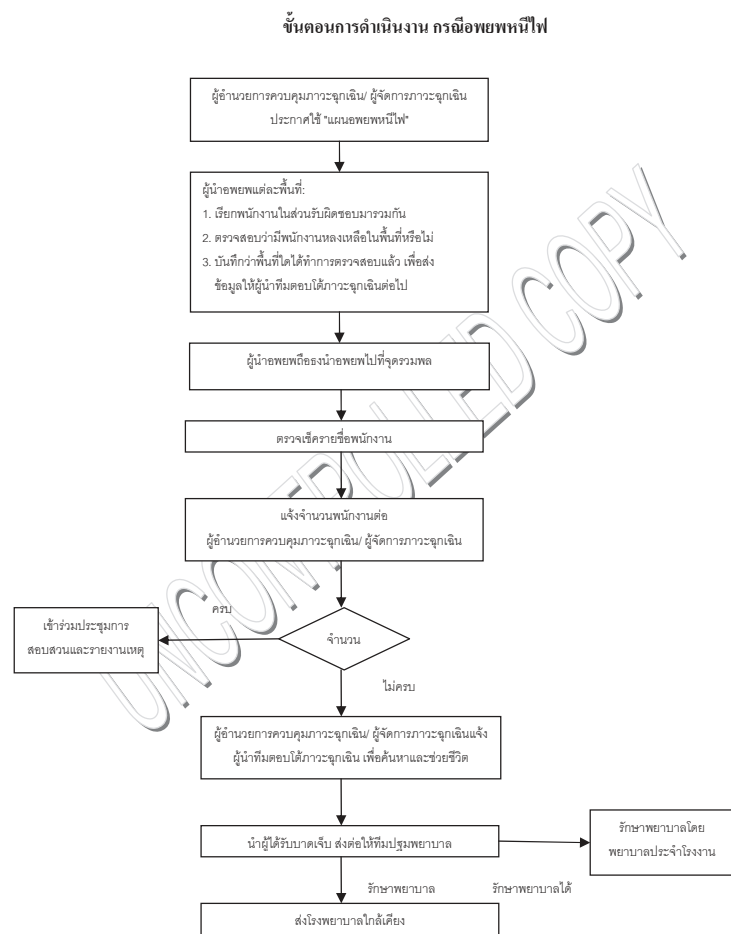 ขั้นตอนการดำเนินงาน กรณีอพยพหนีไฟ
ผู้อำนวยการควบคุมภาวะฉุกเฉิน/ ผู้จัดการภาวะฉุกเฉิน
ประกาศใช้ "แผนอพยพหนีไฟ"
ผู้นำอพยพแต่ละพื้นที่:
1. เรียกพนักงานในส่วนรับผิดชอบมารวมกัน
2. ตรวจสอบว่ามีพนักงานหลงเหลือในพื้นที่หรือไม่
3. บันทึกว่าพื้นที่ใดได้ทำการตรวจสอบแล้ว เพื่อส่ง
ข้อมูลให้ผู้นำทีมตอบโต้ภาวะฉุกเฉินต่อไป
ผู้นำอพยพถือธงนำอพยพไปที่จุดรวมพล
ตรวจเช็ครายชื่อพนักงาน
แจ้งจำนวนพนักงานต่อ
ผู้อำนวยการควบคุมภาวะฉุกเฉิน/ ผู้จัดการภาวะฉุกเฉิน
ครบ
เข้าร่วมประชุมการ
สอบสวนและรายงานเหตุ
จำนวน
ไม่ครบ
ผู้อำนวยการควบคุมภาวะฉุกเฉิน/ ผู้จัดการภาวะฉุกเฉินแจ้ง
ผู้นำทีมตอบโต้ภาวะฉุกเฉิน เพื่อค้นหาและช่วยชีวิต
นำผู้ได้รับบาดเจ็บ ส่งต่อให้ทีมปฐมพยาบาล
รักษาพยาบาลโดย
พยาบาลประจำโรงงาน
รักษาพยาบาล รักษาพยาบาลได้
ส่งโรงพยาบาลใกล้เคียง
UNCONTROLLED COPY